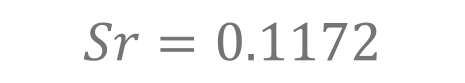 Sr = 0.1172